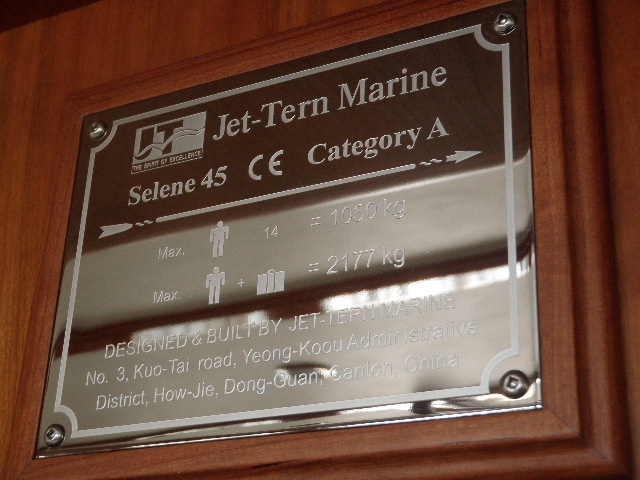 Jet-Tern Marine
THE SPIRIT OF EXCELLENCE
Selene 45 CE Category A
Max. 14 = 1050 kg
Max. + = 2177 kg
DESIGNED & BUILT BY JET-TERN MARINE
No. 3, Kuo-Tai road, Yeong-Koou Administrative
District, How-Jie, Dong-Guan, Canton, China